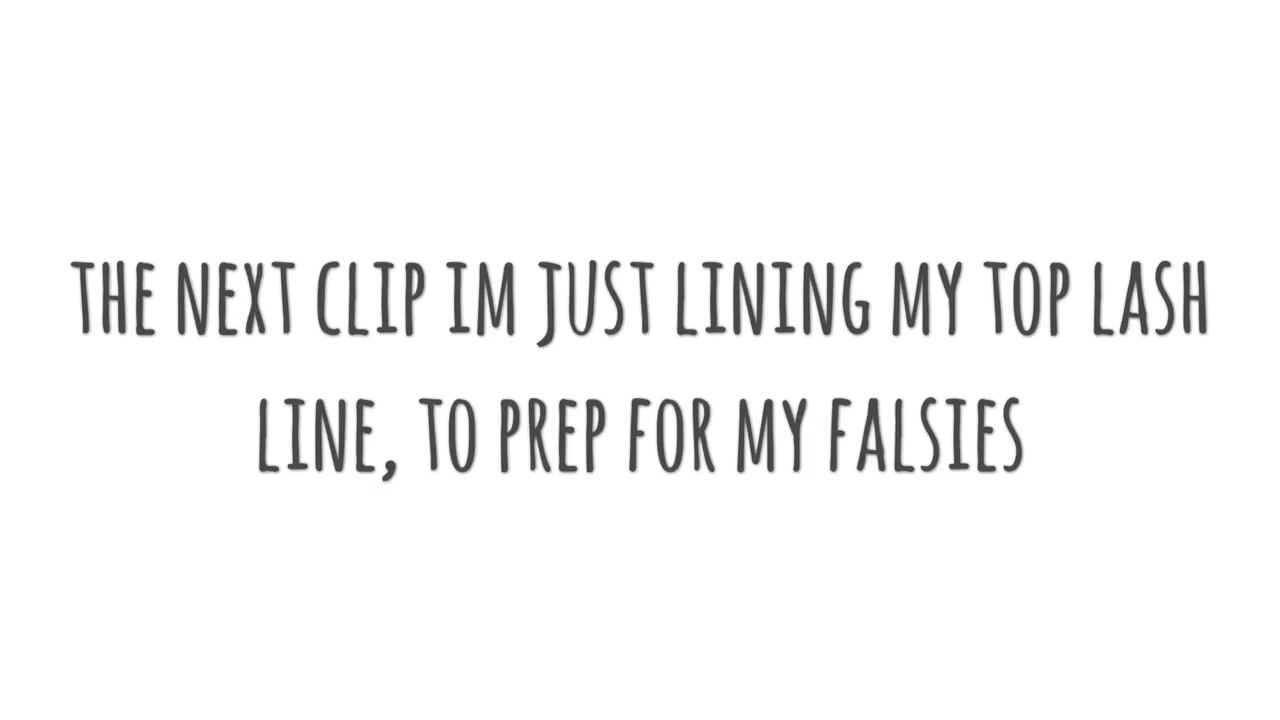 THE NEXT CLIP IM JUST LINING MY TOP LASH
LINE, TO PREP FOR MY FALSIES